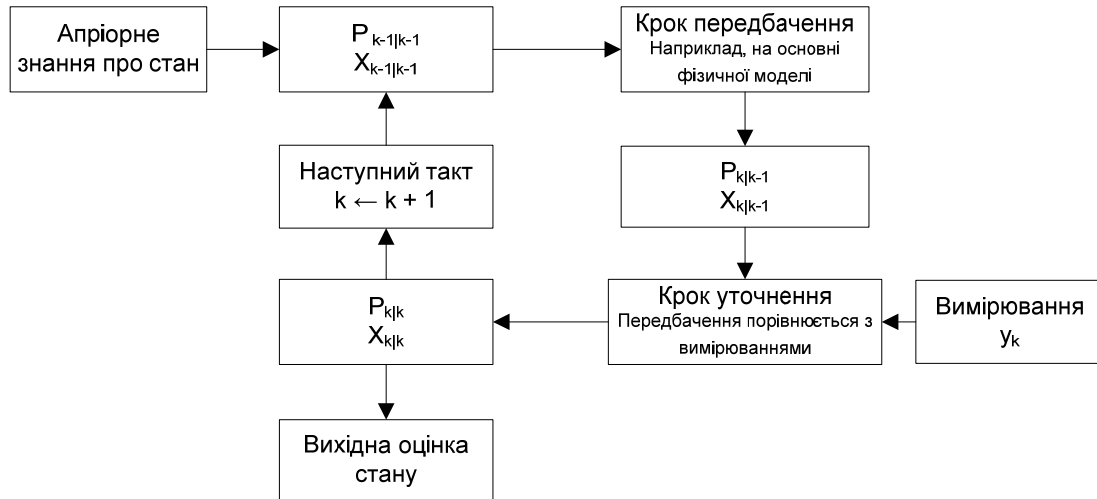 Апріорне
знання про стан
P k-1|k-1
X k-1|k-1
Крок передбачення
Наприклад, на основні
фізичної моделі
Наступний такт
k ← k + 1
P k|k-1
X k|k-1
P k|k
X k|k
Крок уточнення
Передбачення порівнюється з
вимірюваннями
Вимірювання
y k
Вихідна оцінка
стану